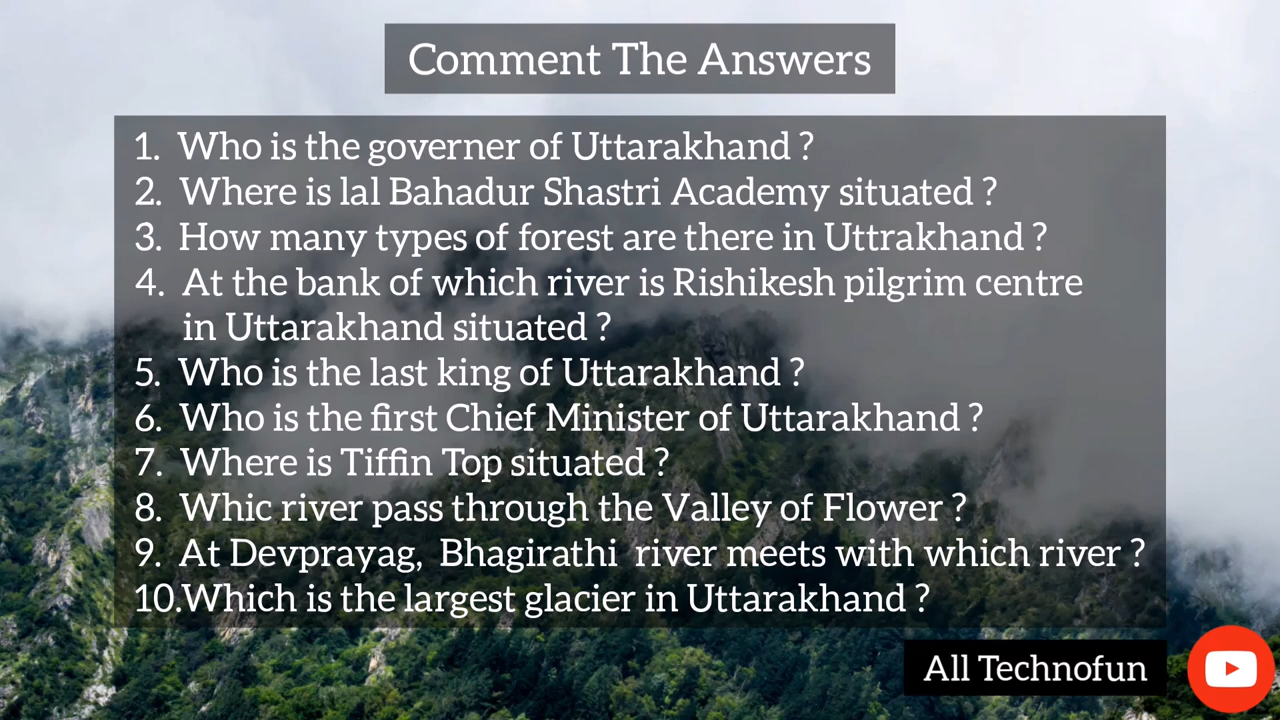 Comment The Answers
1. Who is the governer of Uttarakhand ?
2. Where is lal Bahadur Shastri Academy situated ?
3. How many types of forest are there in Uttrakhand ?
4. At the bank of which river is Rishikesh pilgrim centre
in Uttarakhand situated ?
5. Who is the last king of Uttarakhand ?
6. Who is the first Chief Minister of Uttarakhand ?
7. Where is Tiffin Top situated ?
8. Whic river pass through the Valley of Flower ?
9. At Devprayag, Bhagirathi river meets with which river ?
10.Which is the largest glacier in Uttarakhand ?
All Technofun